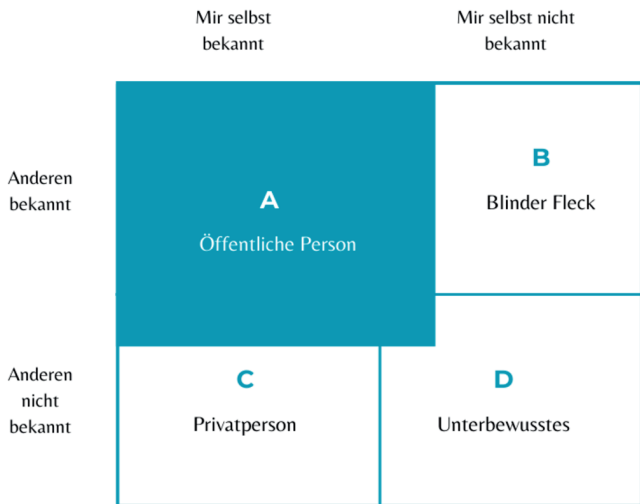 Mir selbst
bekannt
Mir selbst nicht
bekannt
Anderen
bekannt
A
Öffentliche Person
B
Blinder Fleck
Anderen
nicht
bekannt
C
Privatperson
D
Unterbewusstes